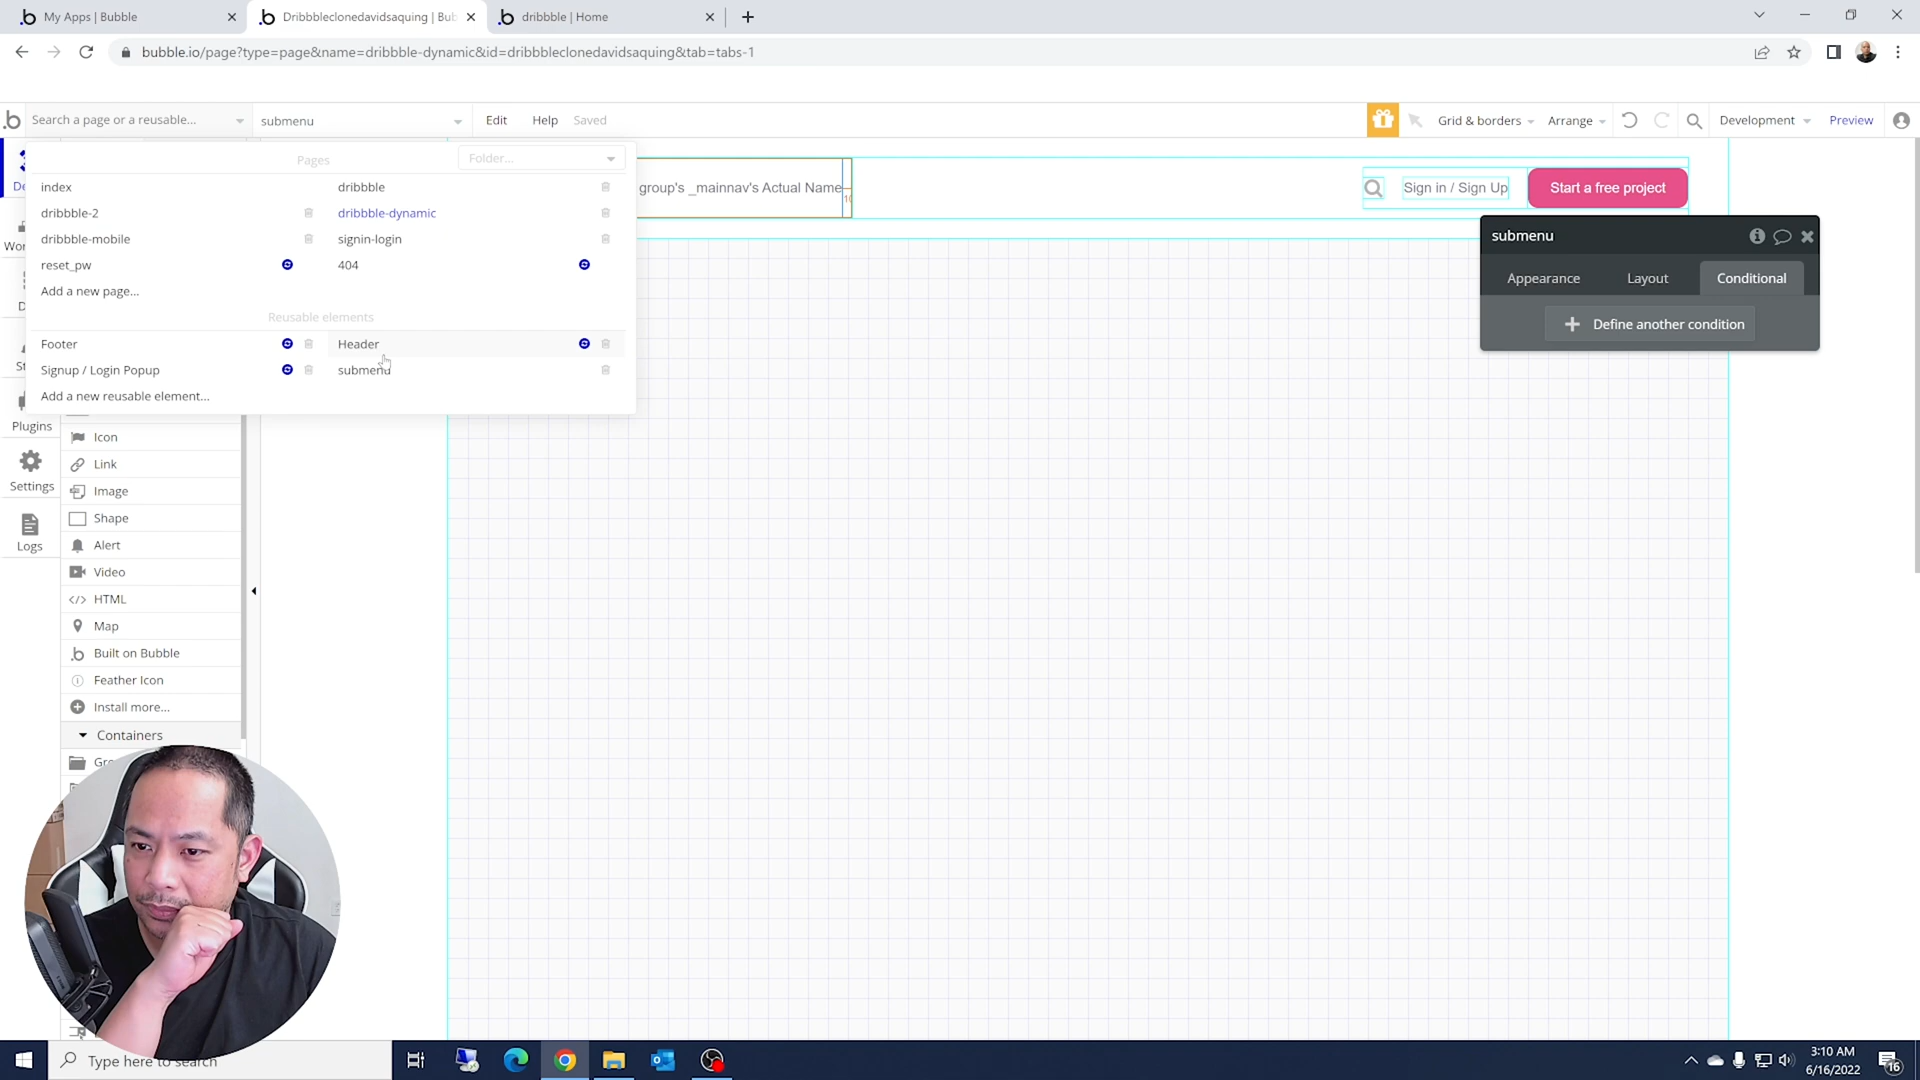 My Apps | Bubble
Dribbbleclonedavidsaquing | Bub
dribbble | Home
bubble.io/page?type=page&name=dribbble-dynamic&id=dribbbleclonedavidsaquing&tab=tabs-1
Search a page or a reusable...
submenu
Edit
Help
Saved
Grid & borders
Arrange
Development
Preview
Pages
Folder...
index
dribbble
dribbble-2
dribbble-dynamic
dribbble-mobile
signin-login
reset_pw
404
Add a new page...
Reusable elements
Footer
Header
Signup / Login Popup
submenu
Add a new reusable element...
group's _mainnav's Actual Name
Sign in / Sign Up
Start a free project
submenu
Appearance
Layout
Conditional
Define another condition
Plugins
Settings
Logs
Icon
Link
Image
Shape
Alert
Video
HTML
Map
Built on Bubble
Feather Icon
Install more...
Containers
Type here to search
3:10 AM
6/16/2022
16